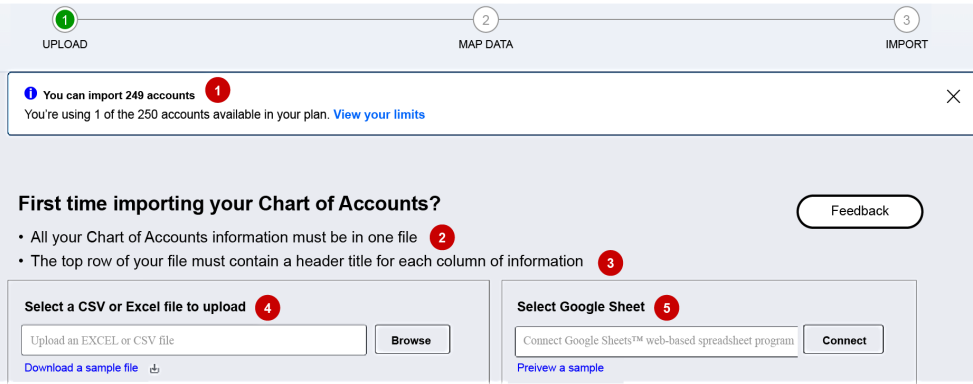 1 2 3
UPLOAD MAP DATA IMPORT
You can import 249 accounts 1
You're using 1 of the 250 accounts available in your plan. View your limits
First time importing your Chart of Accounts?
Feedback
• All your Chart of Accounts information must be in one file 2
• The top row of your file must contain a header title for each column of information 3
Select a CSV or Excel file to upload 4
Upload an EXCEL or CSV file Browse
Download a sample file
Select Google Sheet 5
Connect Google Sheets™ web-based spreadsheet program Connect
Preivew a sample